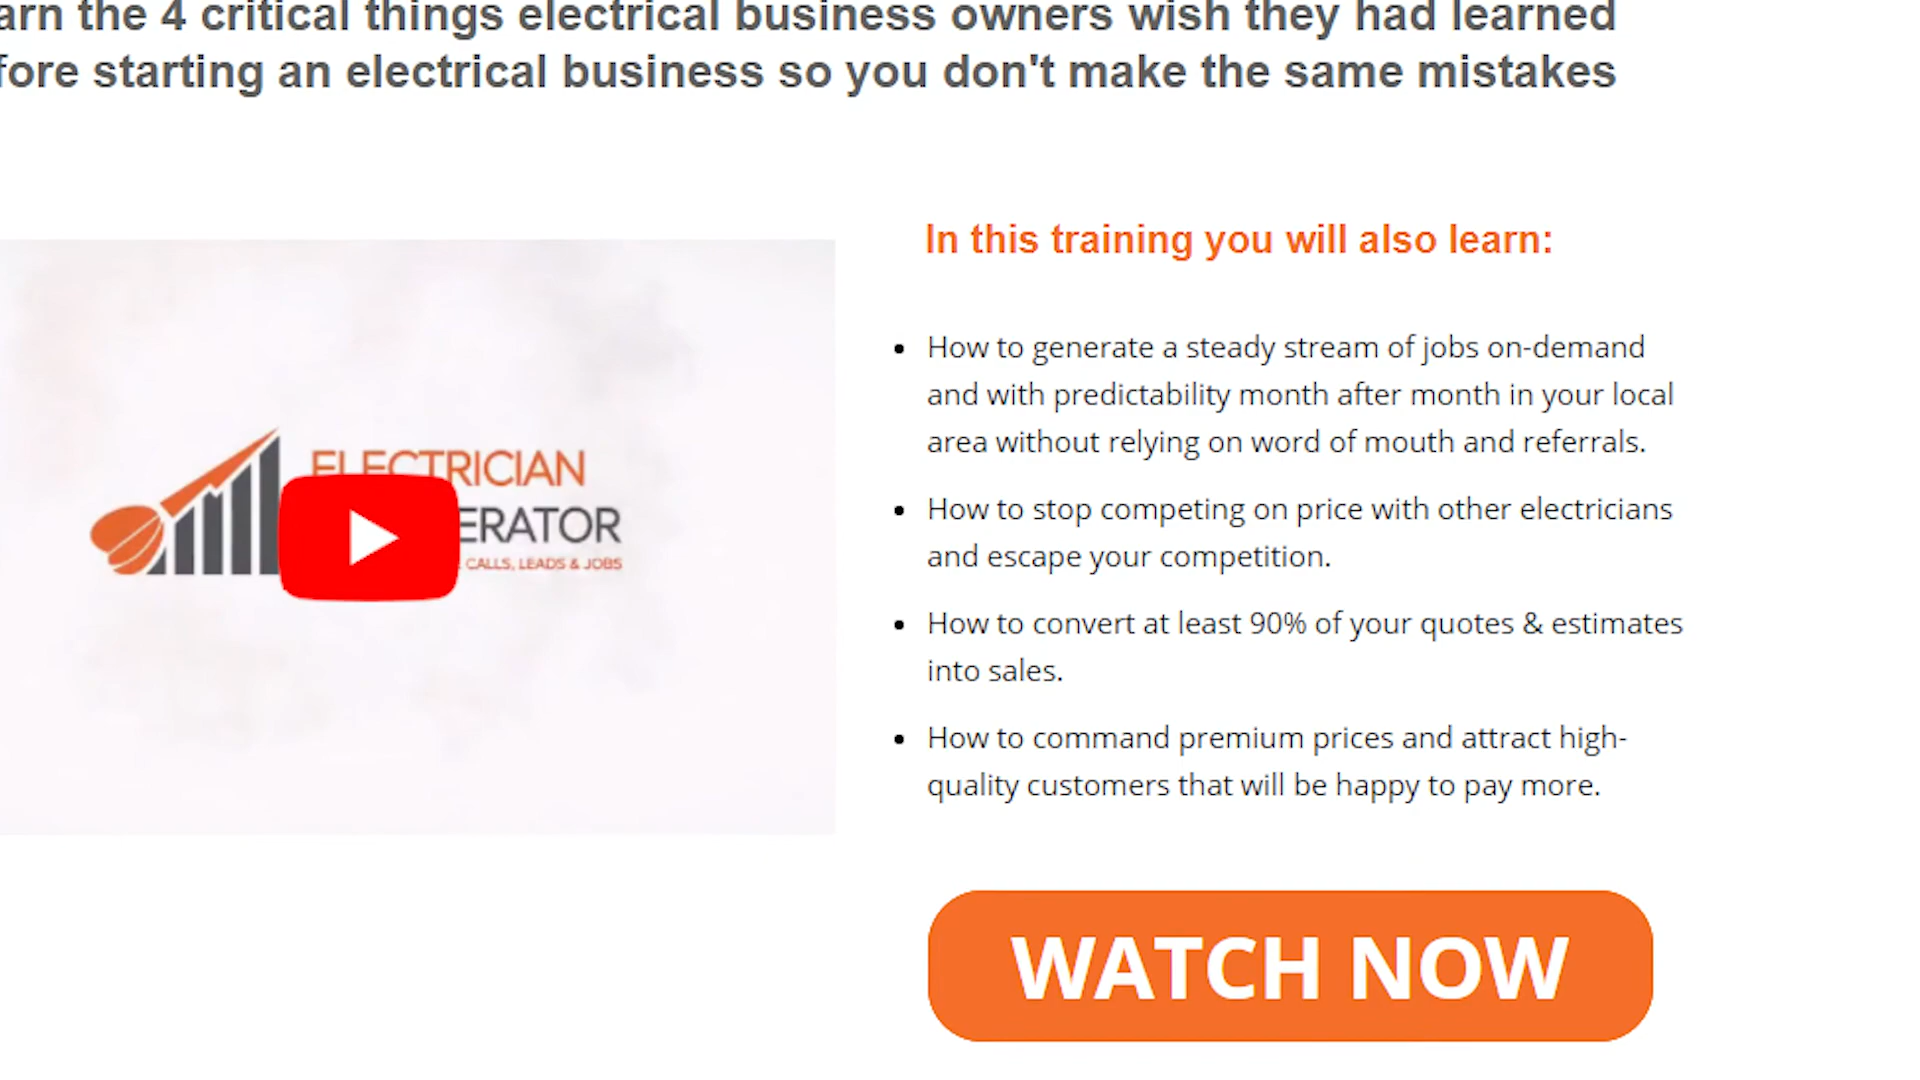 arn the 4 critical things electrical business owners wish they had learned
fore starting an electrical business so you don't make the same mistakes
In this training you will also learn:
How to generate a steady stream of jobs on-demand
and with predictability month after month in your local
area without relying on word of mouth and referrals.
How to stop competing on price with other electricians
and escape your competition.
How to convert at least 90% of your quotes & estimates
into sales.
How to command premium prices and attract high-
quality customers that will be happy to pay more.
ELECTRICIAN
ERATOR
CALLS, LEADS & JOBS
WATCH NOW